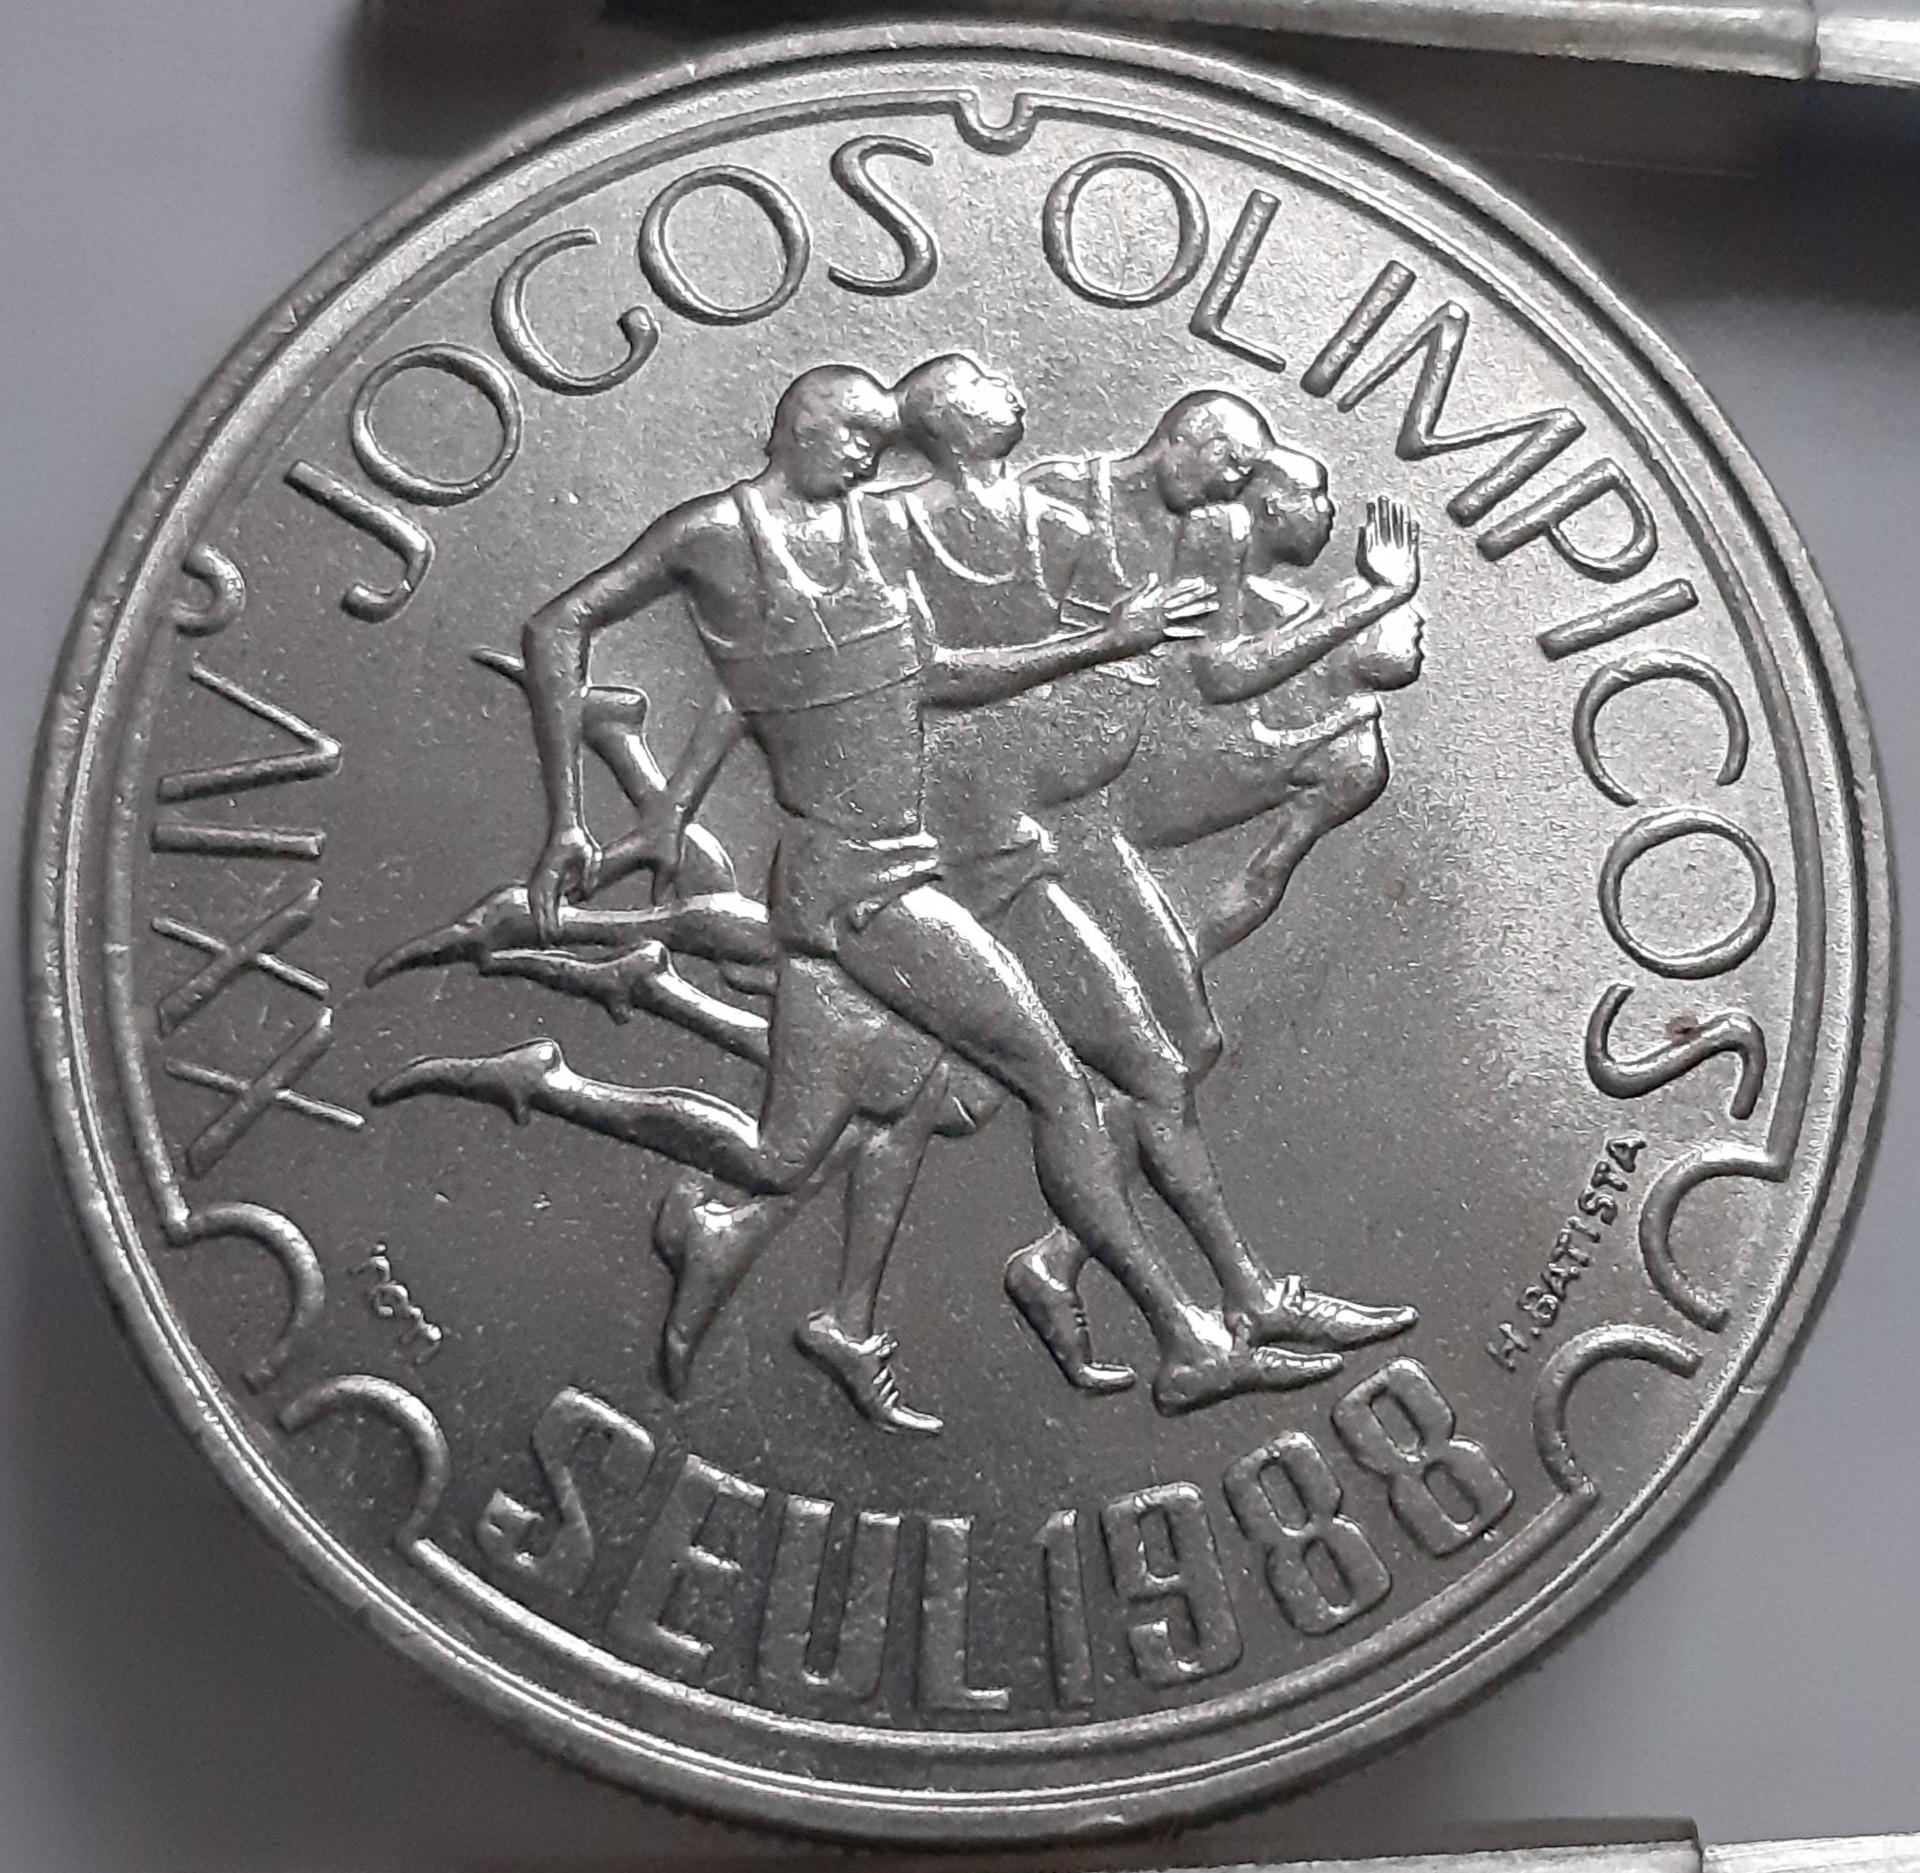 XXIV JOGOS OLIMPICOS
SEUL 1988
H. BATISTA